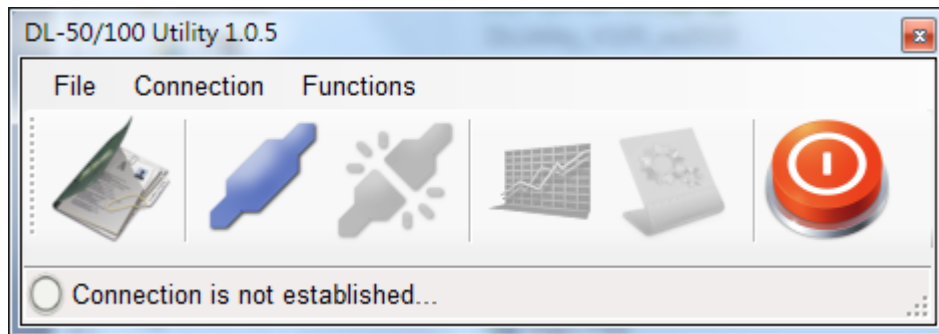 DL-50/100 Utility 1.0.5
File Connection Functions
Connection is not established...